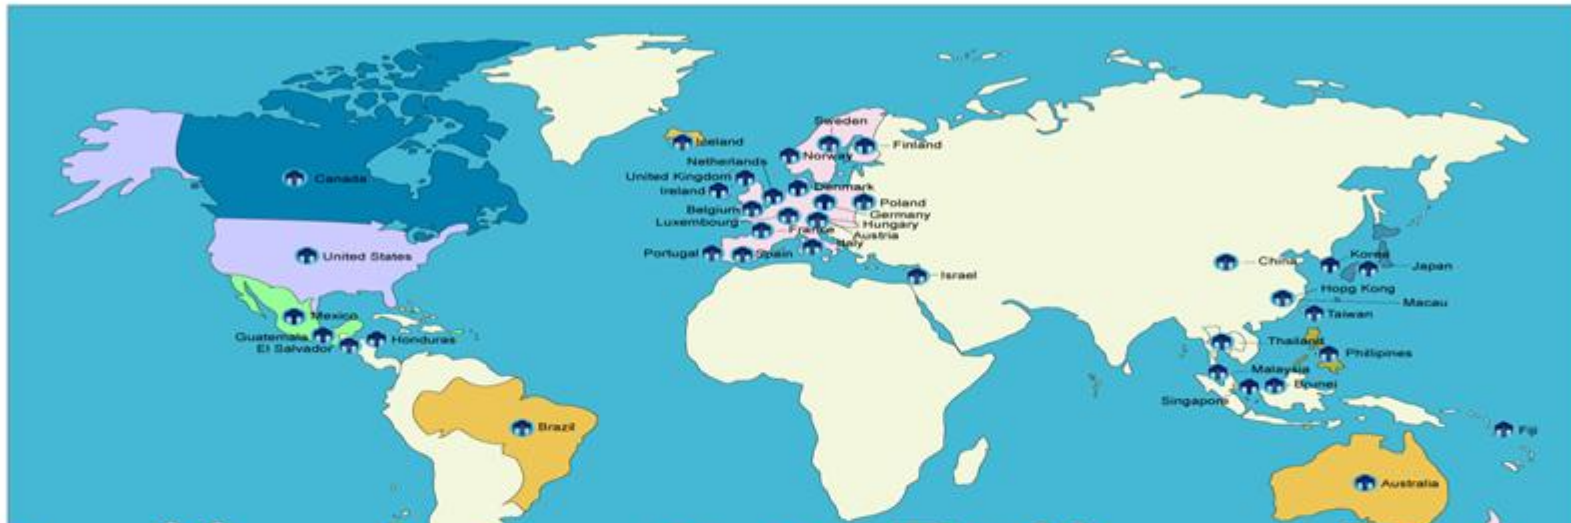 Sweden
Iceland
Finland
Netherlands
Norway
United Kingdom
Canada
Ireland
Denmark
Belgium
Poland
Germany
Luxembourg
Hungary
France
Austria
Italy
United States
Portugal
Spain
Israel
China
Korea
Japan
Hopg Kong
Macau
Mexico
Taiwan
Guatemala
Honduras
El Salvador
Thailand
Phillipines
Malaysia
Brunei
Singapore
Brazil
Fiji
Australia